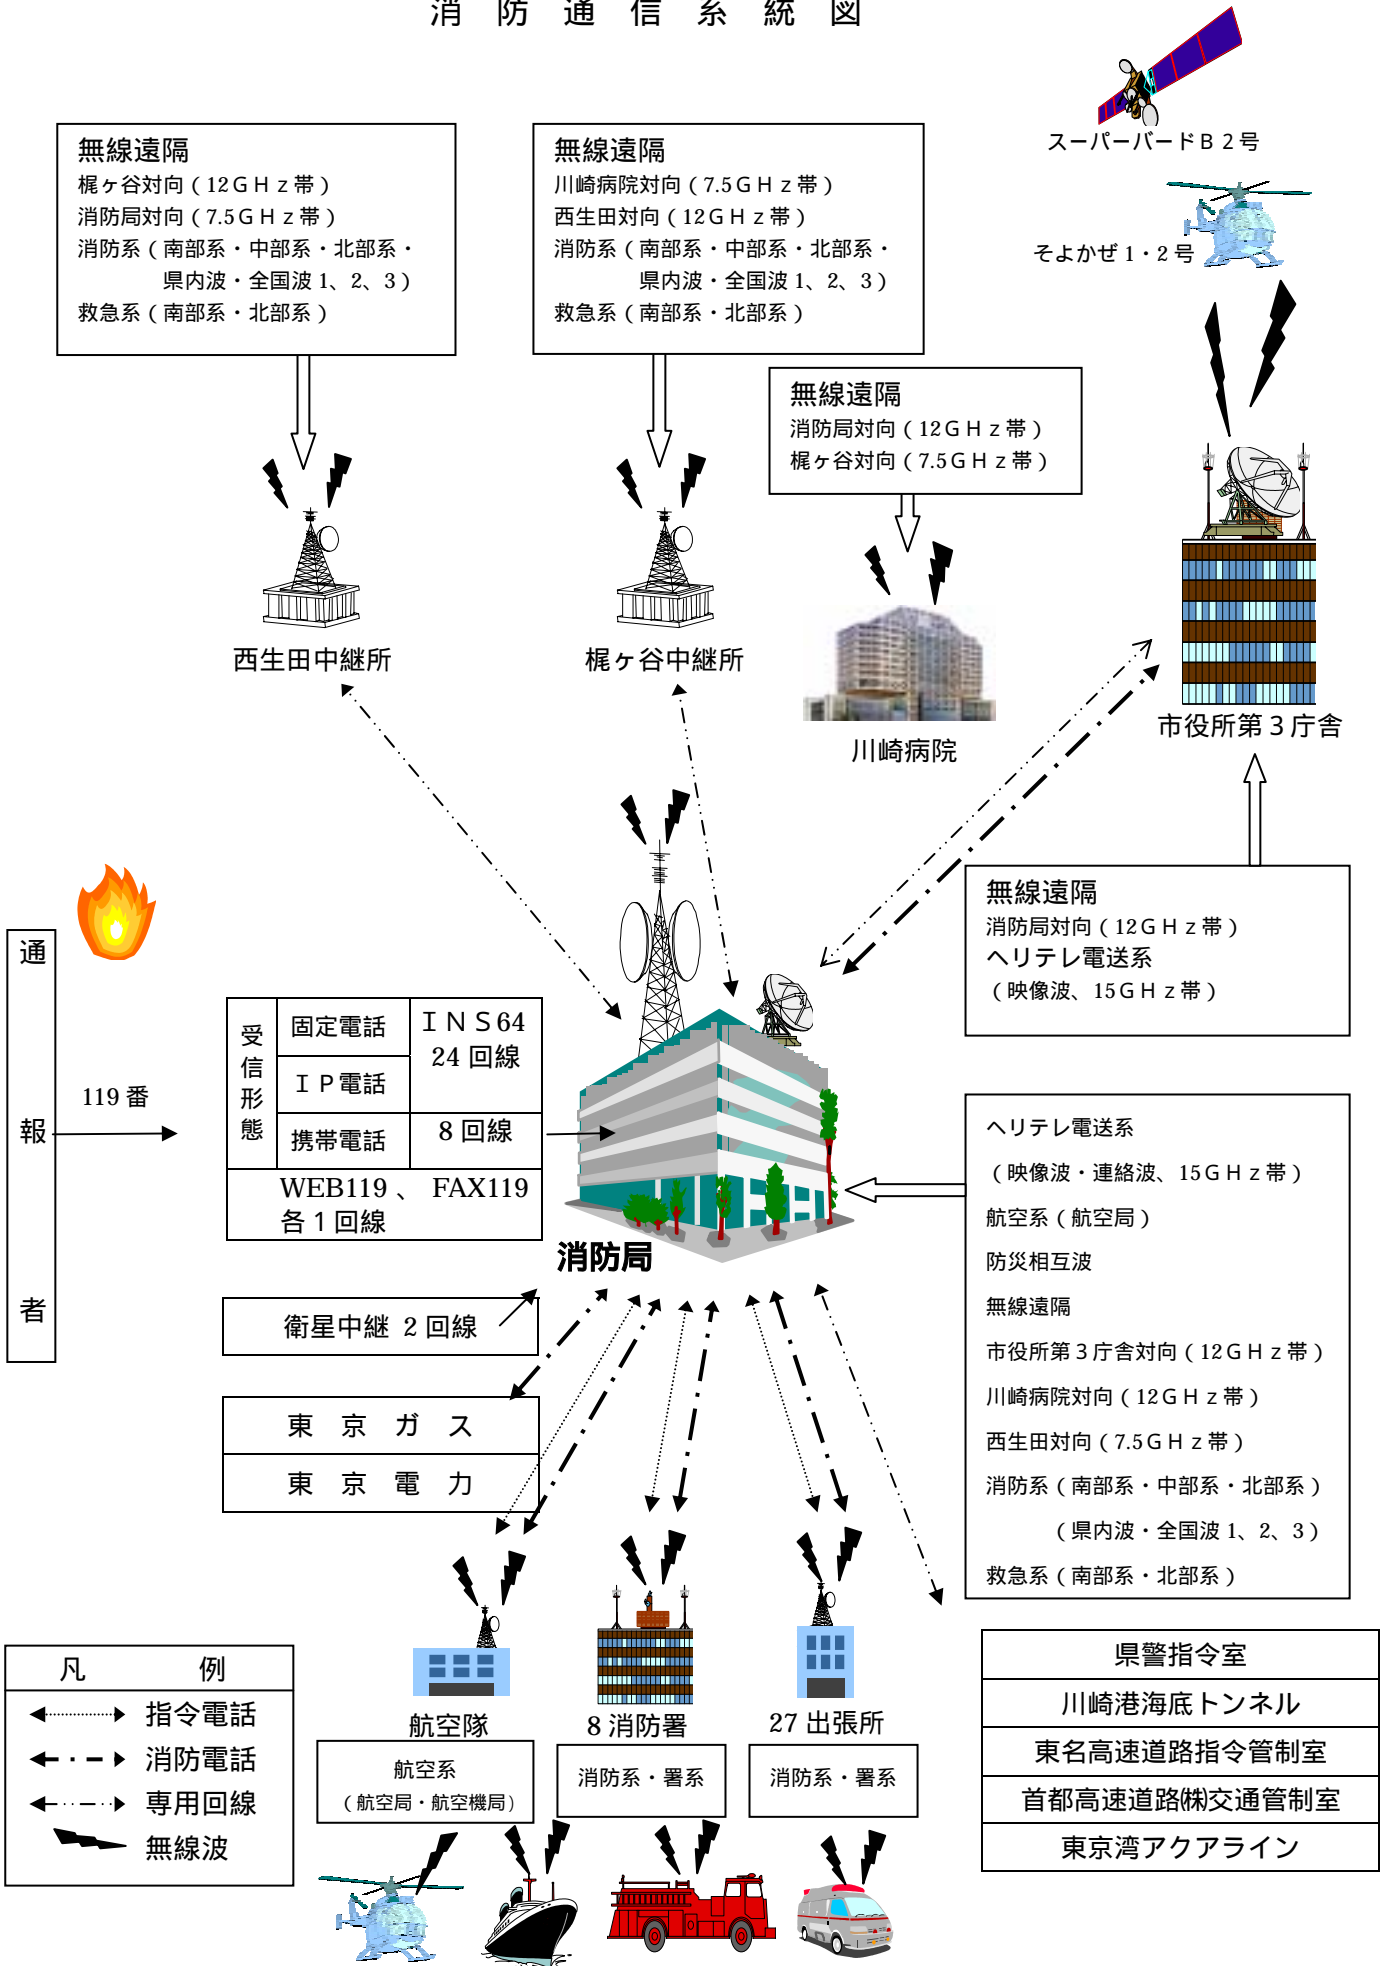 消防通信系統図
スーパーバードB２号
そよかぜ1・2号
無線遠隔
梶ヶ谷対向（12GHz帯）
消防局対向（7.5GHz帯）
消防系（南部系・中部系・北部系・
県内波・全国波1、2、3）
救急系（南部系・北部系）
無線遠隔
川崎病院対向（7.5GHz帯）
西生田対向（12GHz帯）
消防系（南部系・中部系・北部系・
県内波・全国波1、2、3）
救急系（南部系・北部系）
無線遠隔
消防局対向（12GHz帯）
梶ヶ谷対向（7.5GHz帯）
西生田中継所
梶ヶ谷中継所
川崎病院
市役所第３庁舎
無線遠隔
消防局対向（12GHz帯）
ヘリテレ電送系
（映像波、15GHz帯）
通報者
119番
受信形態
固定電話
ＩＰ電話
ＩＮＳ64
24回線
携帯電話
8回線
WEB119、FAX119
各１回線
消防局
ヘリテレ電送系
（映像波・連絡波、15GHz帯）
航空系（航空局）
防災相互波
無線遠隔
市役所第３庁舎対向（12GHz帯）
川崎病院対向（12GHz帯）
西生田対向（7.5GHz帯）
消防系（南部系・中部系・北部系）
（県内波・全国波1、2、3）
救急系（南部系・北部系）
衛星中継 2回線
東京ガス
東京電力
凡例
指令電話
消防電話
専用回線
無線波
航空隊
8消防署
27出張所
航空系
（航空局・航空機局）
消防系・署系
消防系・署系
県警指令室
川崎港海底トンネル
東名高速道路指令管制室
首都高速道路㈱交通管制室
東京湾アクアライン